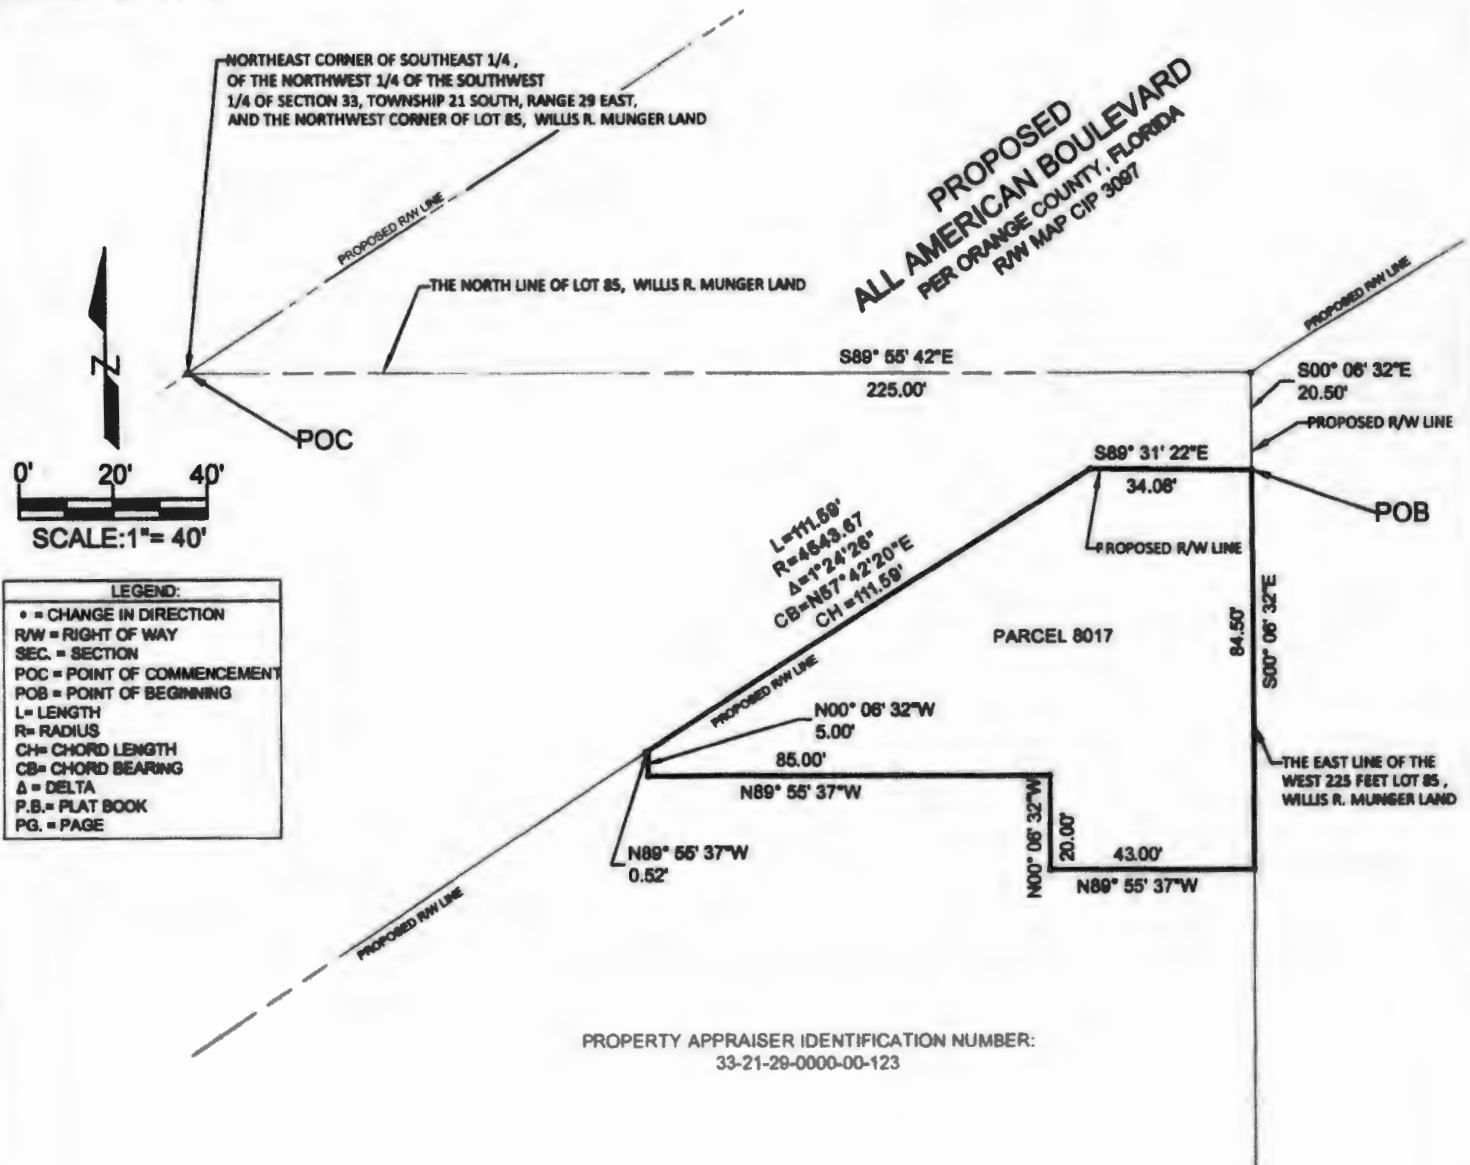 NORTHEAST CORNER OF SOUTHEAST 1/4 ,
OF THE NORTHWEST 1/4 OF THE SOUTHWEST
1/4 OF SECTION 33, TOWNSHIP 21 SOUTH, RANGE 29 EAST,
AND THE NORTHWEST CORNER OF LOT 85, WILLIS R. MUNGER LAND
PROPOSED
ALL AMERICAN BOULEVARD
PER ORANGE COUNTY, FLORIDA
R/W MAP CIP 3097
PROPOSED R/W LINE
THE NORTH LINE OF LOT 85, WILLIS R. MUNGER LAND
PROPOSED R/W LINE
Z
S89° 55' 42"E
225.00'
S00° 06' 32"E
20.50'
PROPOSED R/W LINE
POC
S89° 31' 22"E
34.08'
POB
PROPOSED R/W LINE
0' 20' 40'
SCALE:1"= 40'
L=111.59'
R=4543.67
Δ=1°24'26"
CB=N57°42'20"E
CH =111.59'
PARCEL 8017
84.50'
S00° 06' 32"E
LEGEND:
• = CHANGE IN DIRECTION
R/W = RIGHT OF WAY
SEC. = SECTION
POC = POINT OF COMMENCEMENT
POB = POINT OF BEGINNING
L= LENGTH
R= RADIUS
CH= CHORD LENGTH
CB= CHORD BEARING
Δ = DELTA
P.B.= PLAT BOOK
PG. = PAGE
PROPOSED R/W LINE
N00° 06' 32"W
5.00'
85.00'
N89° 55' 37"W
THE EAST LINE OF THE
WEST 225 FEET LOT 85 ,
WILLIS R. MUNGER LAND
N00° 06' 32"W
20.00'
N89° 55' 37"W
0.52'
43.00'
N89° 55' 37"W
PROPOSED R/W LINE
PROPERTY APPRAISER IDENTIFICATION NUMBER:
33-21-29-0000-00-123